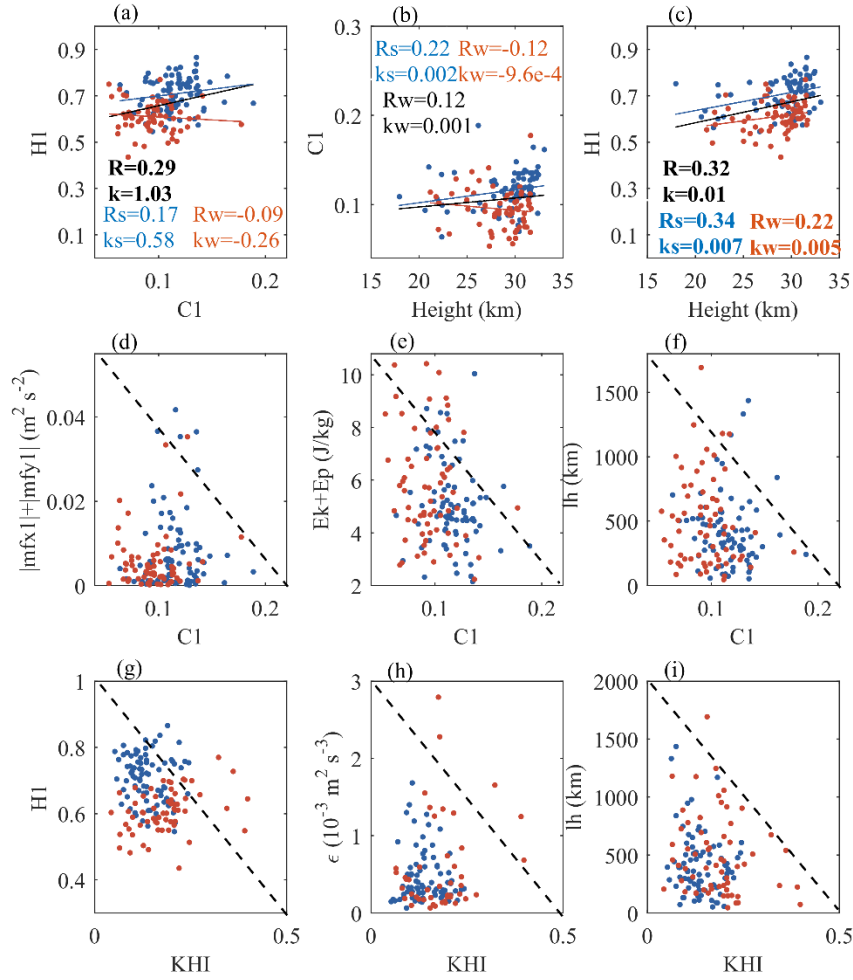 (a)
H1
0.9
0.7
0.5
0.3
0.1
R=0.29
k=1.03
Rs=0.17 Rw=-0.09
ks=0.58 kw=-0.26
0.1 0.2
C1
(b)
C1
0.3
0.2
0.1
Rs=0.22 Rw=-0.12
ks=0.002 kw=-9.6e-4
Rw=0.12
kw=0.001
15 20 25 30 35
Height (km)
(c)
H1
0.9
0.7
0.5
0.3
0.1
R=0.32
k=0.01
Rs=0.34 Rw=0.22
ks=0.007 kw=0.005
15 20 25 30 35
Height (km)
(d)
|mfx1|+|mfy1| (m² s⁻²)
0.04
0.02
0
0.1 0.2
C1
(e)
Ek+Ep (J/kg)
10
8
6
4
2
0.1 0.2
C1
(f)
lh (km)
1500
1000
500
0
0.1 0.2
C1
(g)
H1
1
0.8
0.6
0.4
0 0.5
KHI
(h)
ϵ (10⁻³ m² s⁻³)
3
2
1
0
0 0.5
KHI
(i)
lh (km)
2000
1500
1000
500
0
0 0.5
KHI